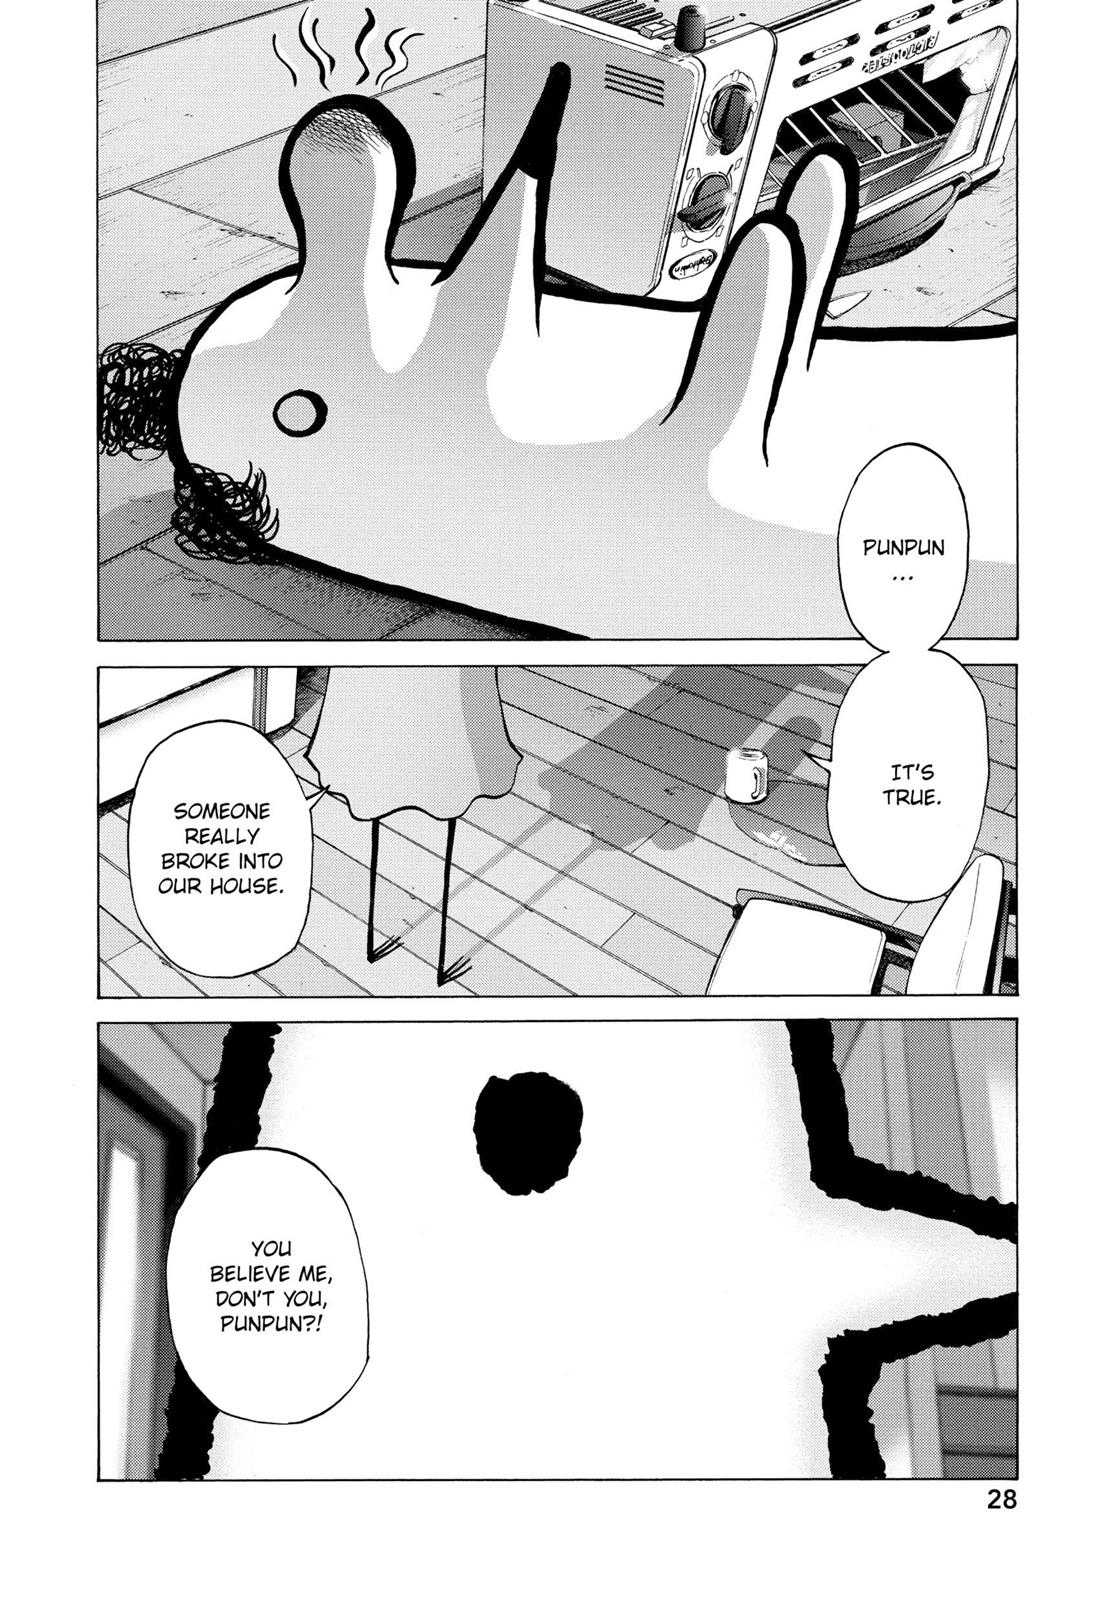 PUNPUN
...
IT'S
TRUE.
SOMEONE
REALLY
BROKE INTO
OUR HOUSE.
YOU
BELIEVE ME,
DON'T YOU,
PUNPUN?!
28